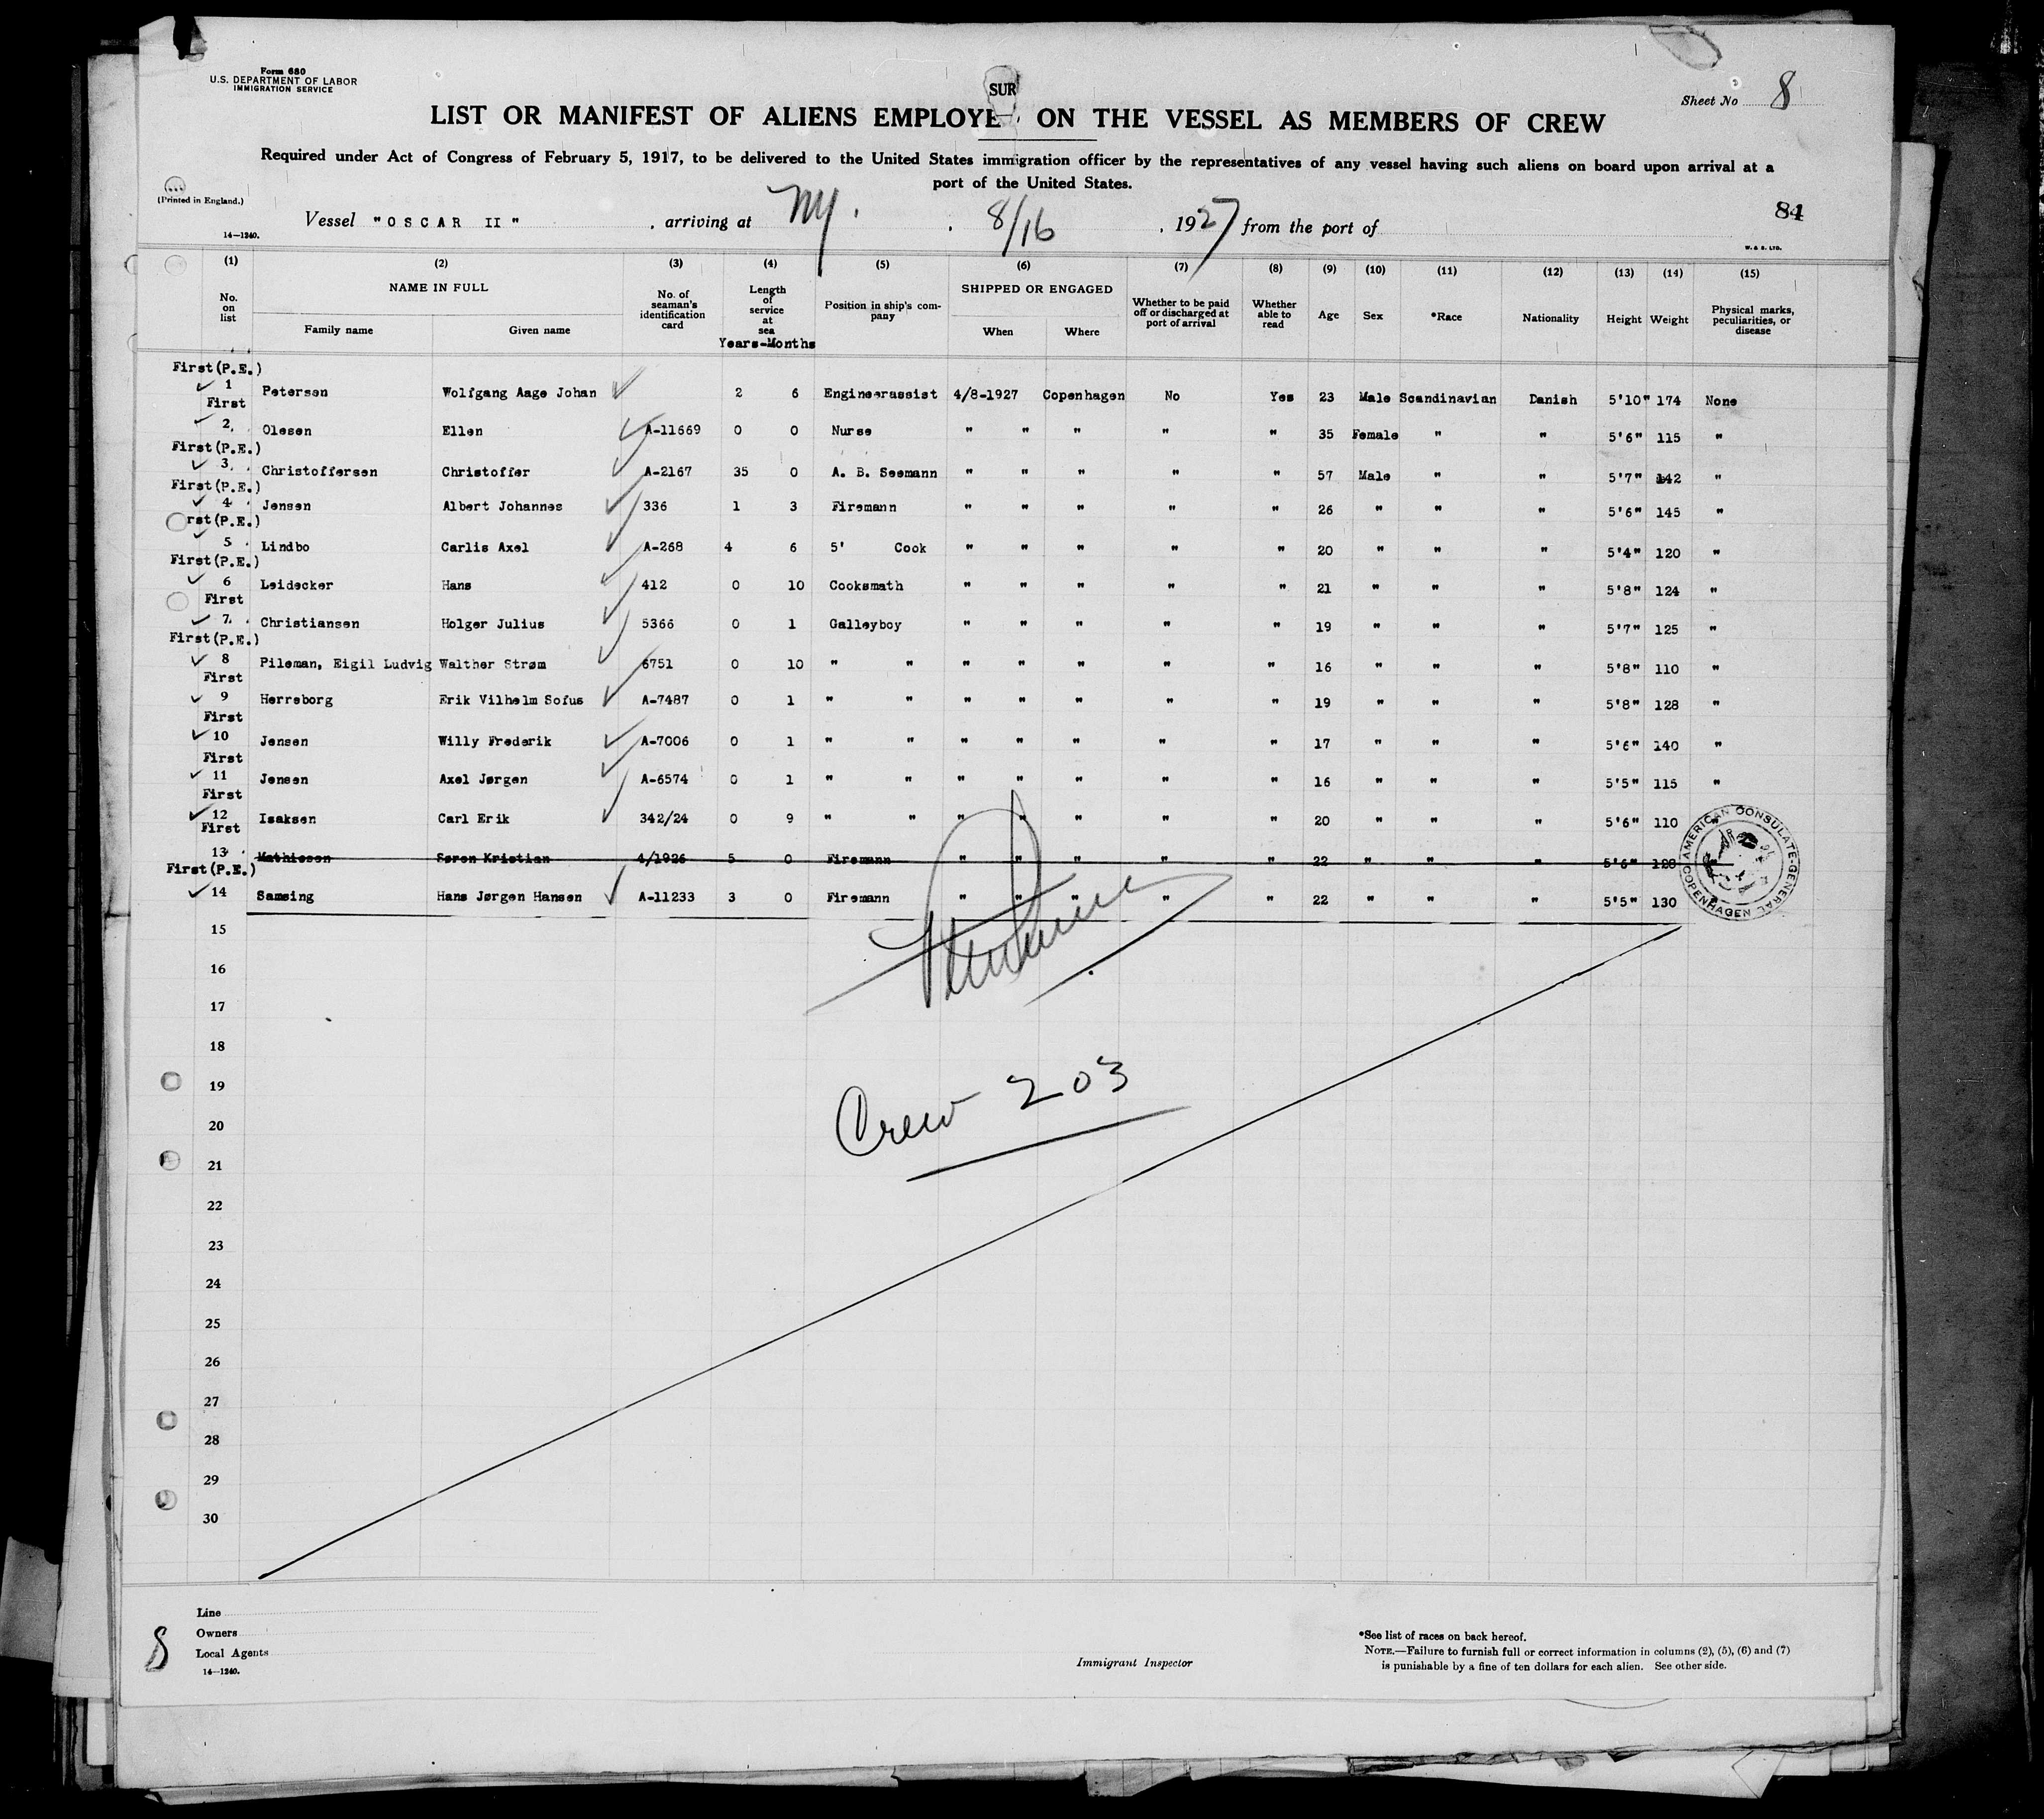 Form 680
U.S. DEPARTMENT OF LABOR
IMMIGRATION SERVICE
SUR
Sheet No 8
LIST OR MANIFEST OF ALIENS EMPLOYE ON THE VESSEL AS MEMBERS OF CREW
Required under Act of Congress of February 5, 1917, to be delivered to the United States immigration officer by the representatives of any vessel having such aliens on board upon arrival at a
port of the United States.
(Printed in England.)
Vessel "OSCAR II", arriving at NY. , 8/16, 1927 from the port of
84
14—1240.
W. & S. LTD.
(1) (2) (3) (4) (5) (6) (7) (8) (9) (10) (11) (12) (13) (14) (15)
No. on list NAME IN FULL Family name Given name No. of seaman's identification card Length of service at sea Years-Months Position in ship's company SHIPPED OR ENGAGED When Where Whether to be paid off or discharged at port of arrival Whether able to read Age Sex *Race Nationality Height Weight Physical marks, peculiarities, or disease
First(P.E.)
1 Petersen Wolfgang Aage Johan 2 6 Engineerassist 4/8-1927 Copenhagen No Yes 23 Male Scandinavian Danish 5'10" 174 None
First
2 Olesen Ellen A-11669 0 0 Nurse " " " " " 35 Female " " 5'6" 115 "
First(P.E.)
3 Christoffersen Christoffer A-2167 35 0 A. B. Seemann " " " " " 57 Male " " 5'7" 142 "
First(P.E.)
4 Jensen Albert Johannes 336 1 3 Firemann " " " " " 26 " " " 5'6" 145 "
rst(P.E.)
5 Lindbo Carlis Axel A-268 4 6 5' Cook " " " " " 20 " " " 5'4" 120 "
First(P.E.)
6 Leidecker Hans 412 0 10 Cooksmath " " " " " 21 " " " 5'8" 124 "
First
7 Christiansen Holger Julius 5366 0 1 Galleyboy " " " " " 19 " " " 5'7" 125 "
First(P.E.)
8 Pileman, Eigil Ludvig Walther Strøm 6751 0 10 " " " " " " " 16 " " " 5'8" 110 "
First
9 Herreborg Erik Vilhelm Sofus A-7487 0 1 " " " " " " " 19 " " " 5'8" 128 "
First
10 Jensen Willy Frederik A-7006 0 1 " " " " " " " 17 " " " 5'6" 140 "
First
11 Jensen Axel Jørgen A-6574 0 1 " " " " " " " 16 " " " 5'5" 115 "
First
12 Isaksen Carl Erik 342/24 0 9 " " " " " " " 20 " " " 5'6" 110 "
First
13 Mathiesen Søren Kristian 4/1926 5 0 Firemann " " " " " 22 " " " 5'6" 128 "
First(P.E.)
14 Samsing Hans Jørgen Hansen A-11233 3 0 Firemann " " " " " 22 " " " 5'5" 130 "
AMERICAN CONSULATE-GENERAL COPENHAGEN
15
16
17
18
19
Crew 203
20
21
22
23
24
25
26
27
28
29
30
8
Line
Owners
Local Agents
14—1240.
Immigrant Inspector
*See list of races on back hereof.
NOTE.—Failure to furnish full or correct information in columns (2), (5), (6) and (7)
is punishable by a fine of ten dollars for each alien. See other side.